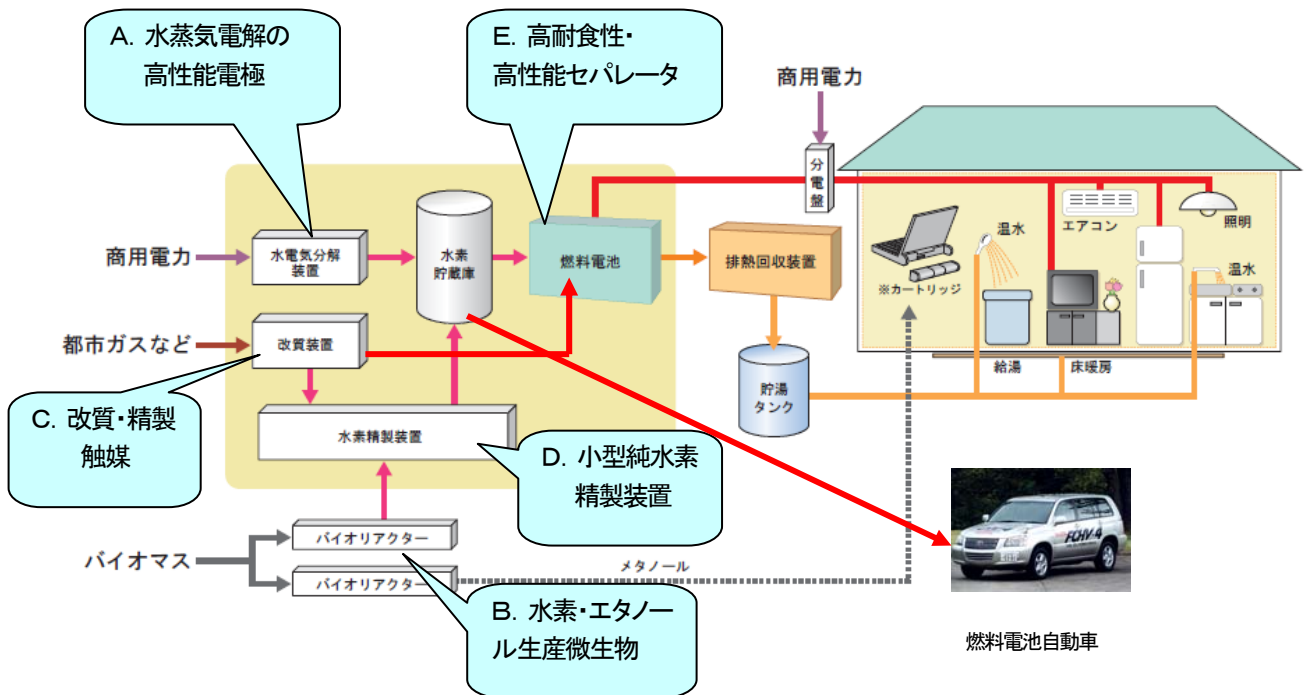 A. 水蒸気電解の
高性能電極
E. 高耐食性・
高性能セパレータ
商用電力
分電盤
商用電力
水電気分解
装置
水素
貯蔵庫
燃料電池
排熱回収装置
※カートリッジ
温水
エアコン
照明
温水
都市ガスなど
改質装置
給湯
床暖房
貯湯
タンク
C. 改質・精製
触媒
水素精製装置
D. 小型純水素
精製装置
バイオマス
バイオリアクター
バイオリアクター
メタノール
B. 水素・エタノー
ル生産微生物
FCHV-4
燃料電池自動車